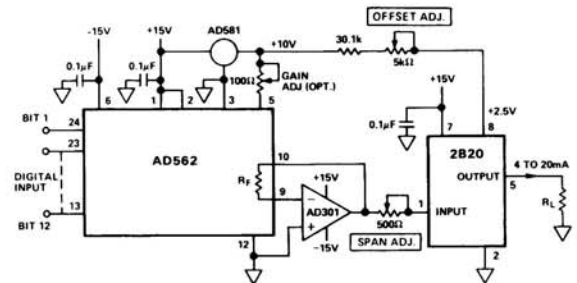 OFFSET ADJ.
-15V
+15V
AD581
+10V
30.1k
5kΩ
0.1μF
0.1μF
100Ω
GAIN
ADJ (OPT.)
+15V
+2.5V
6
1
2
3
5
0.1μF
7
8
BIT 1
24
23
DIGITAL
INPUT
BIT 12
13
AD562
RF
10
9
12
+15V
AD301
-15V
500Ω
SPAN ADJ.
2B20
OUTPUT
INPUT
1
5
2
4 TO 20mA
RL